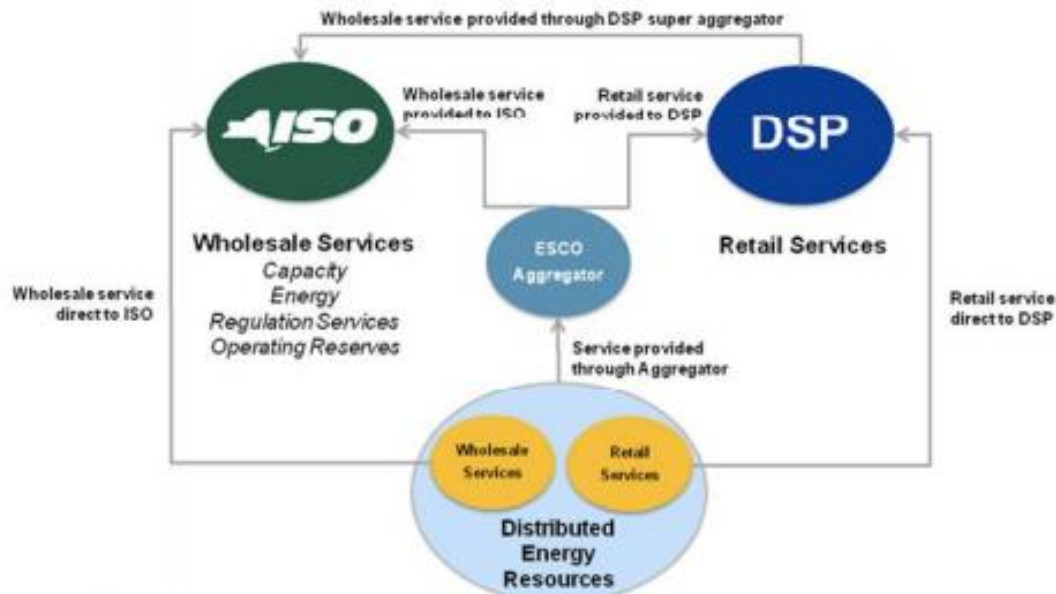 Wholesale service provided through DSP super aggregator
ISO
Wholesale service
provided to ISO
Retail service
provided to DSP
DSP
Wholesale Services
Capacity
Energy
Regulation Services
Operating Reserves
ESCO
Aggregator
Retail Services
Wholesale service
direct to ISO
Retail service
direct to DSP
Service provided
through Aggregator
Wholesale
Services
Retail
Services
Distributed
Energy
Resources